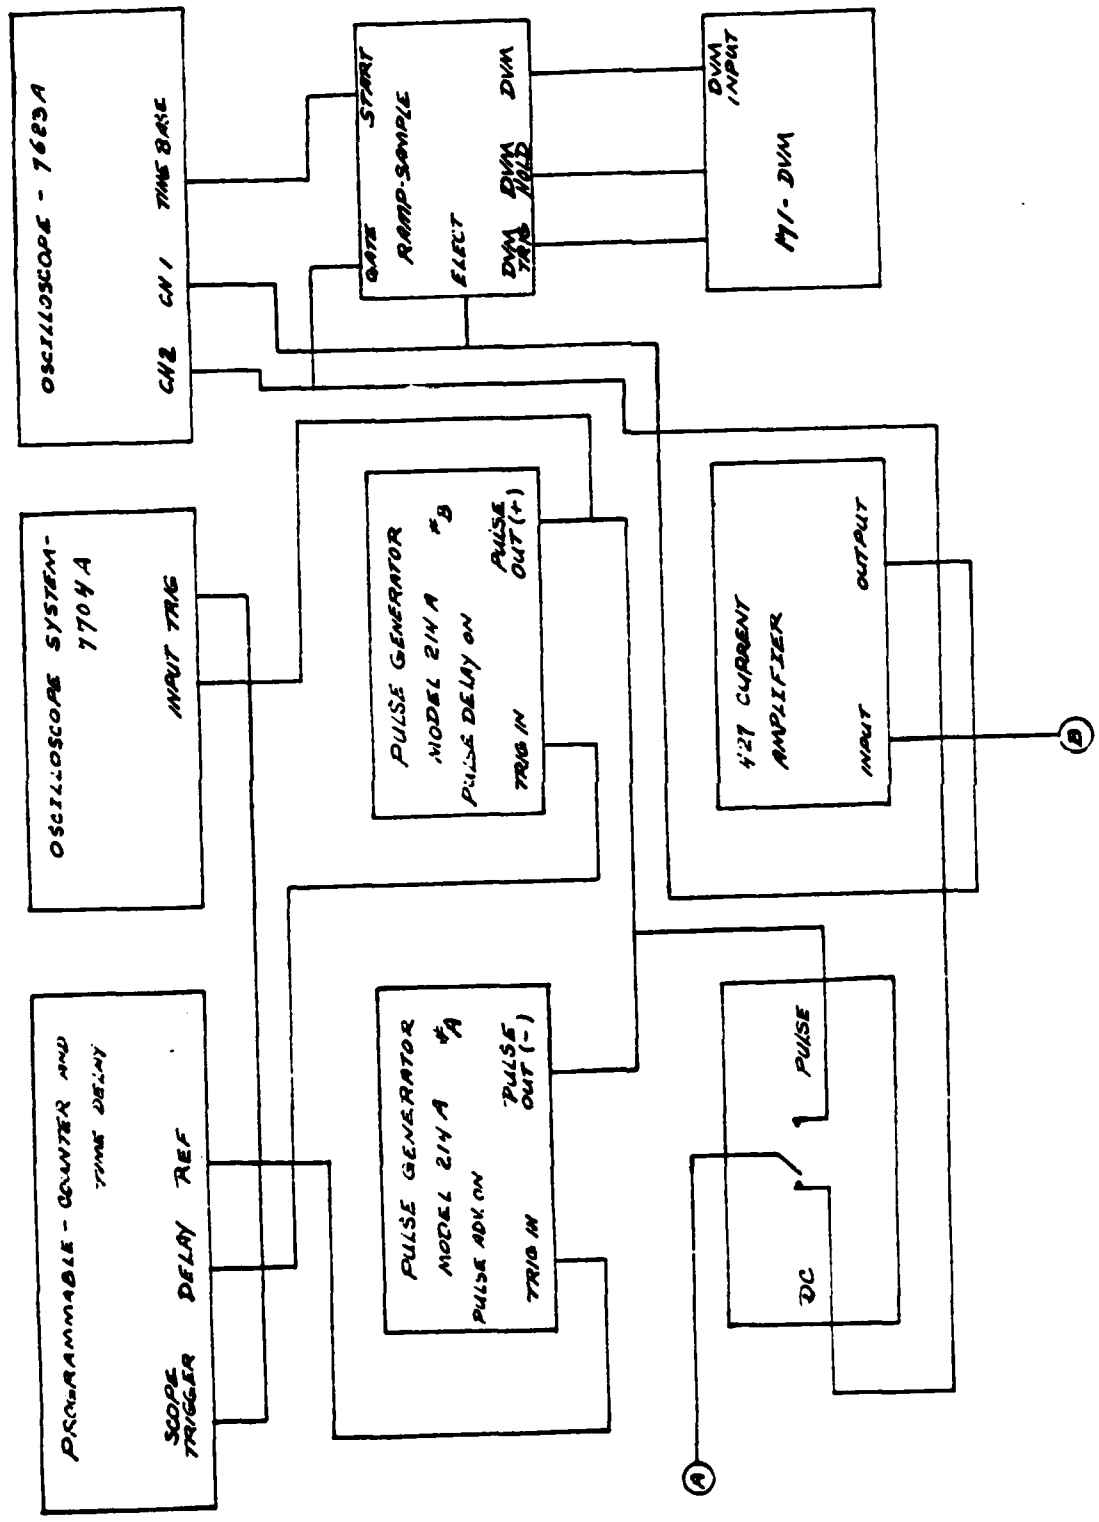 PROGRAMMABLE - COUNTER AND
TIME DELAY
SCOPE
TRIGGER
DELAY
REF
OSCILLOSCOPE SYSTEM-
7704A
INPUT TRIG
OSCILLOSCOPE - 7623A
CH2
CH1
TIME BASE
PULSE GENERATOR
MODEL 214A #A
PULSE ADV. ON
TRIG IN
PULSE
OUT (-)
PULSE GENERATOR
MODEL 214A #B
PULSE DELAY ON
TRIG IN
PULSE
OUT (+)
GATE
START
RAMP-SAMPLE
ELECT
DVM
TRIG
DVM
HOLD
DVM
DC
PULSE
427 CURRENT
AMPLIFIER
INPUT
OUTPUT
DVM
INPUT
M1-DVM
A
B